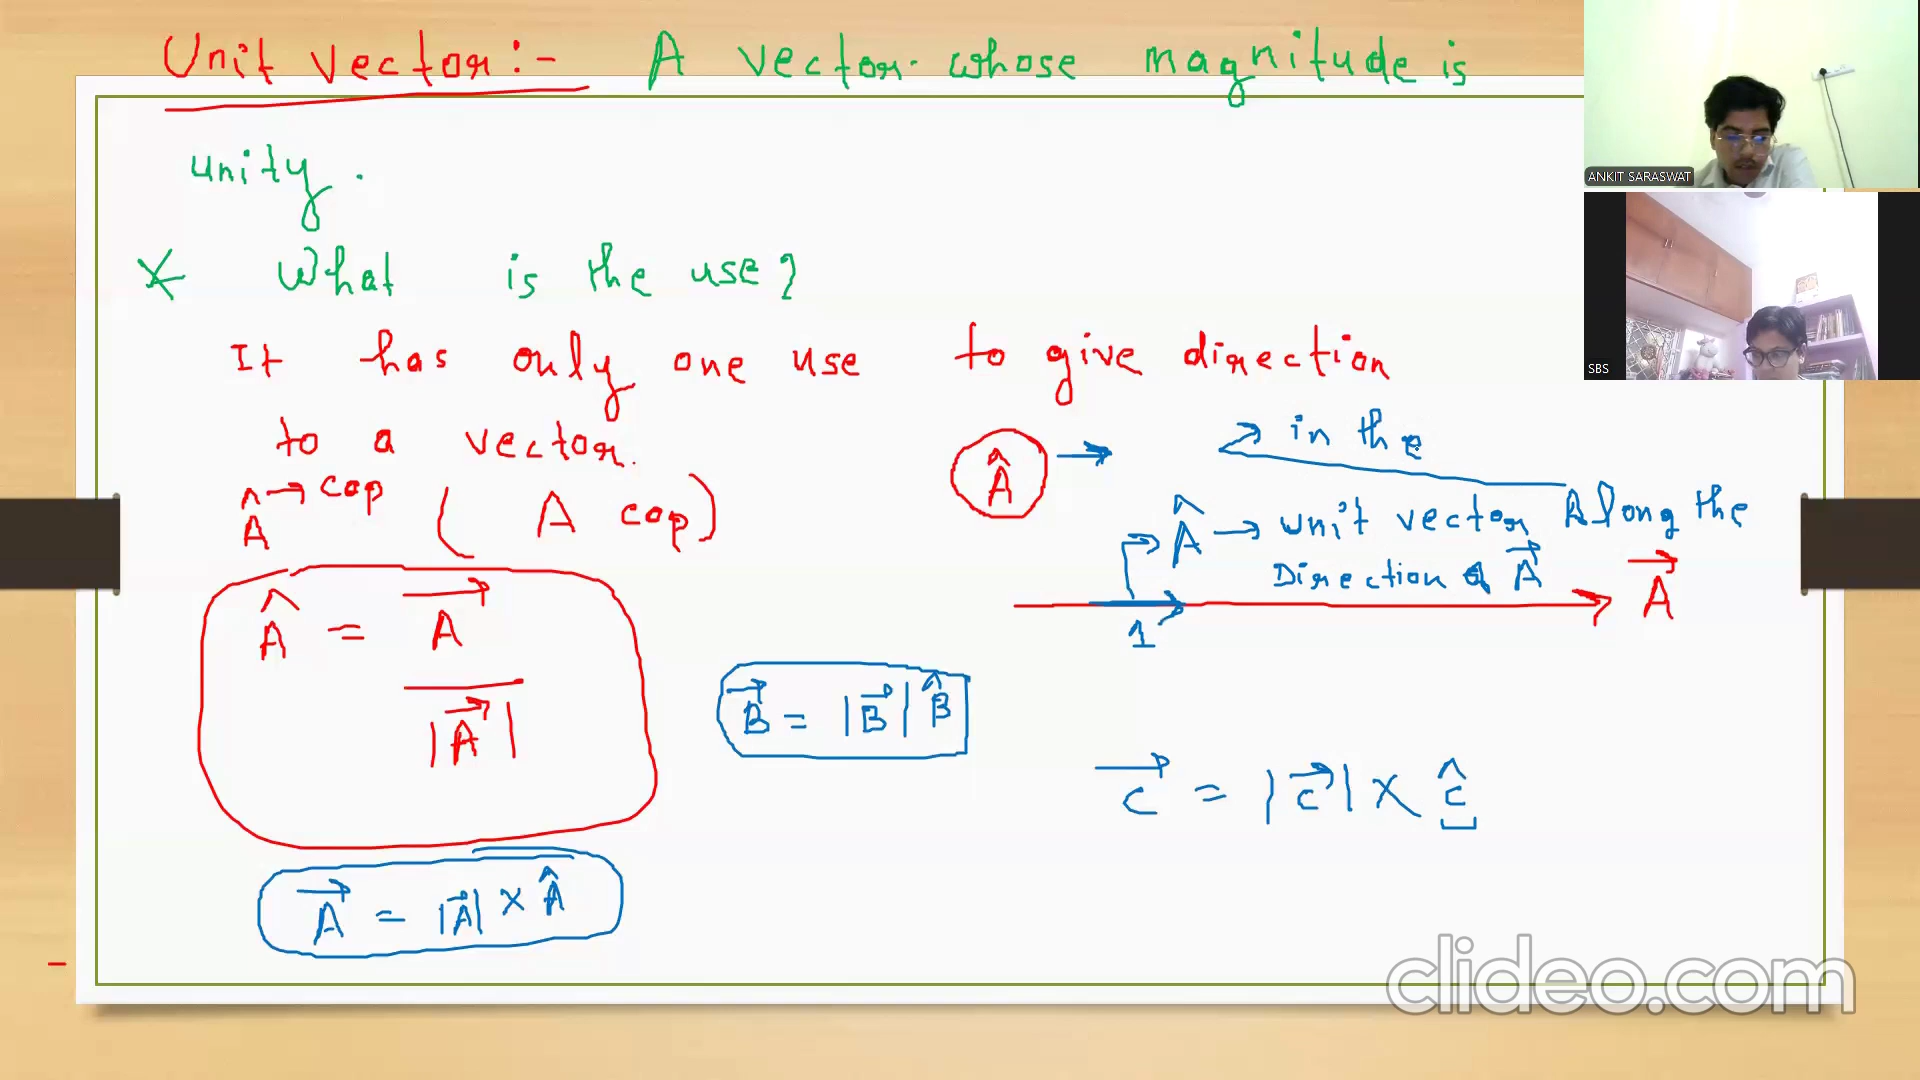 Unit vector:- A vector whose magnitude is
unity.
* What is the use?
It has only one use to give direction
to a vector.
Â → cap ( A cap)
Â →
in the
Â → unit vector Along the
Direction of A⃗
A⃗
1
Â = A⃗ / |A⃗|
B⃗ = |B⃗| B̂
c⃗ = |c⃗| × ĉ
A⃗ = |A⃗| × Â
ANKIT SARASWAT
SBS
clideo.com